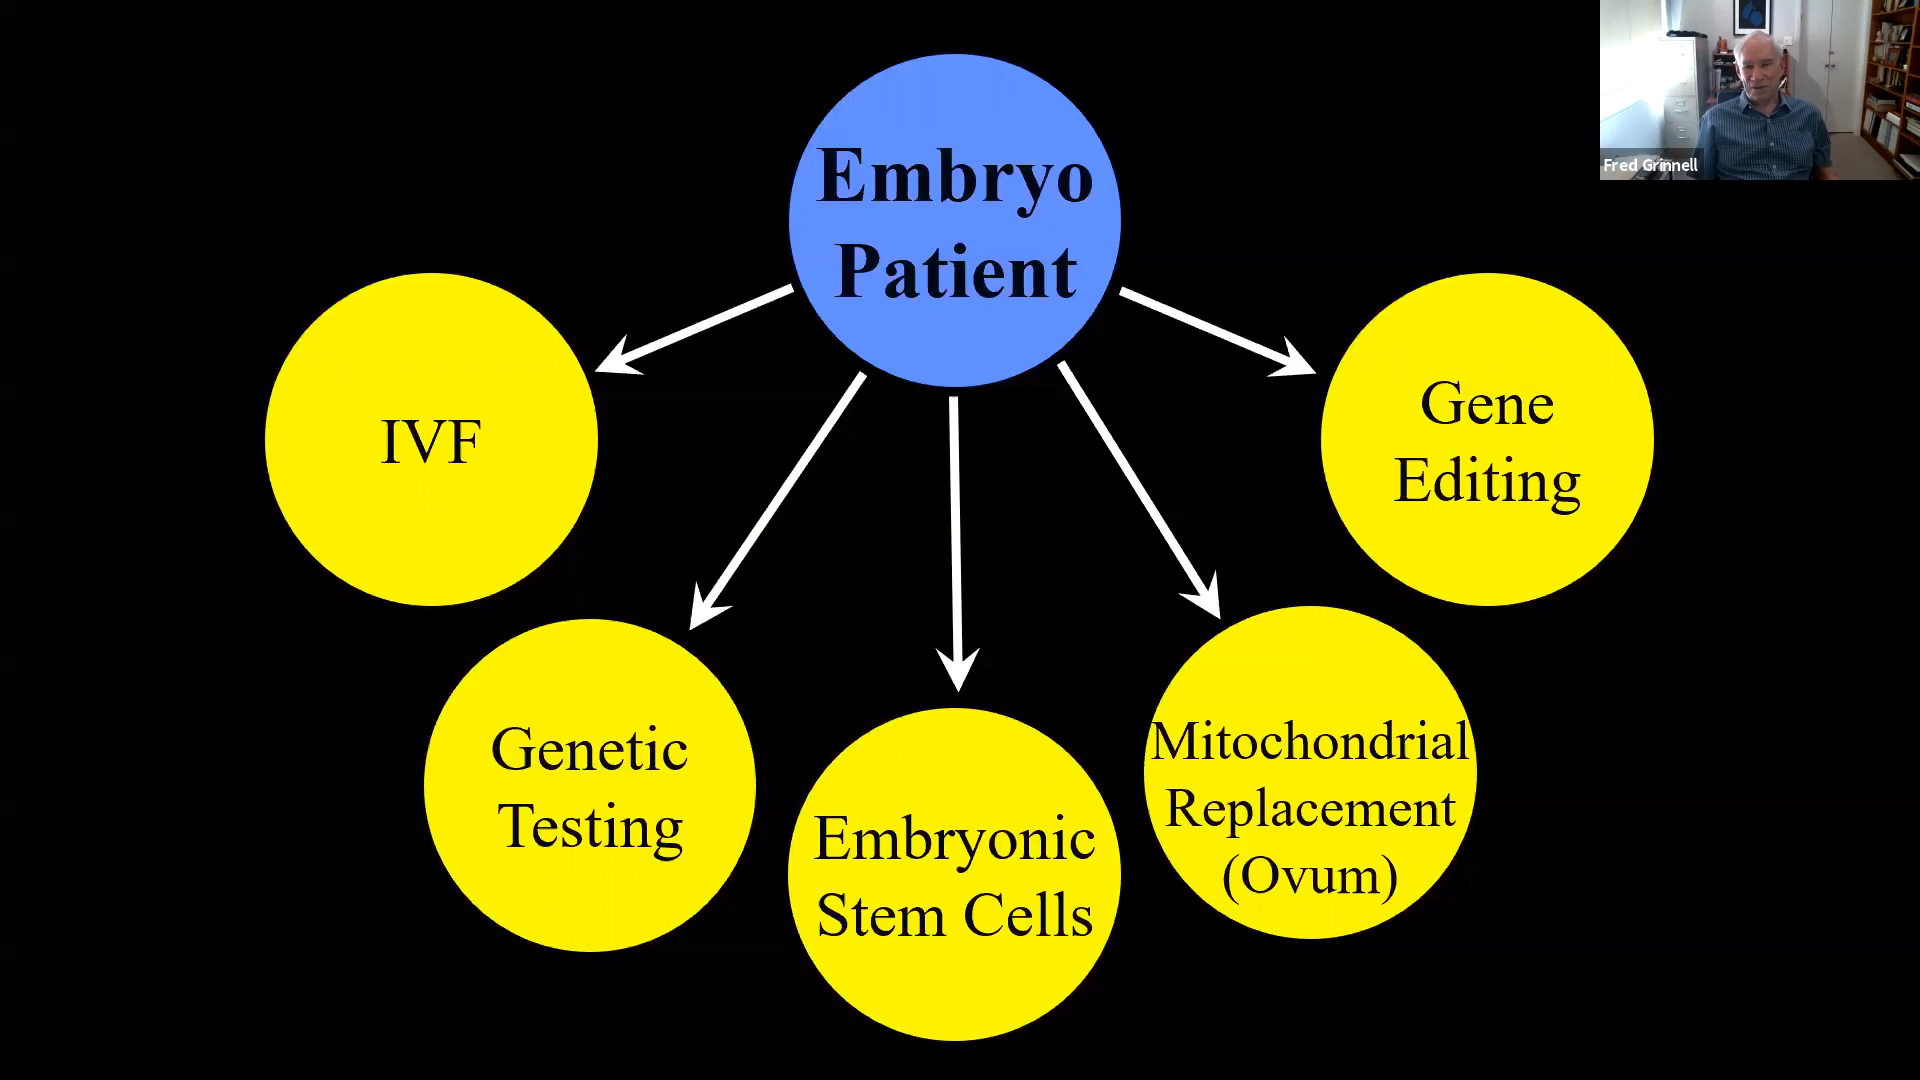 Embryo
Patient
Fred Grinnell
IVF
Gene
Editing
Genetic
Testing
Embryonic
Stem Cells
Mitochondrial
Replacement
(Ovum)